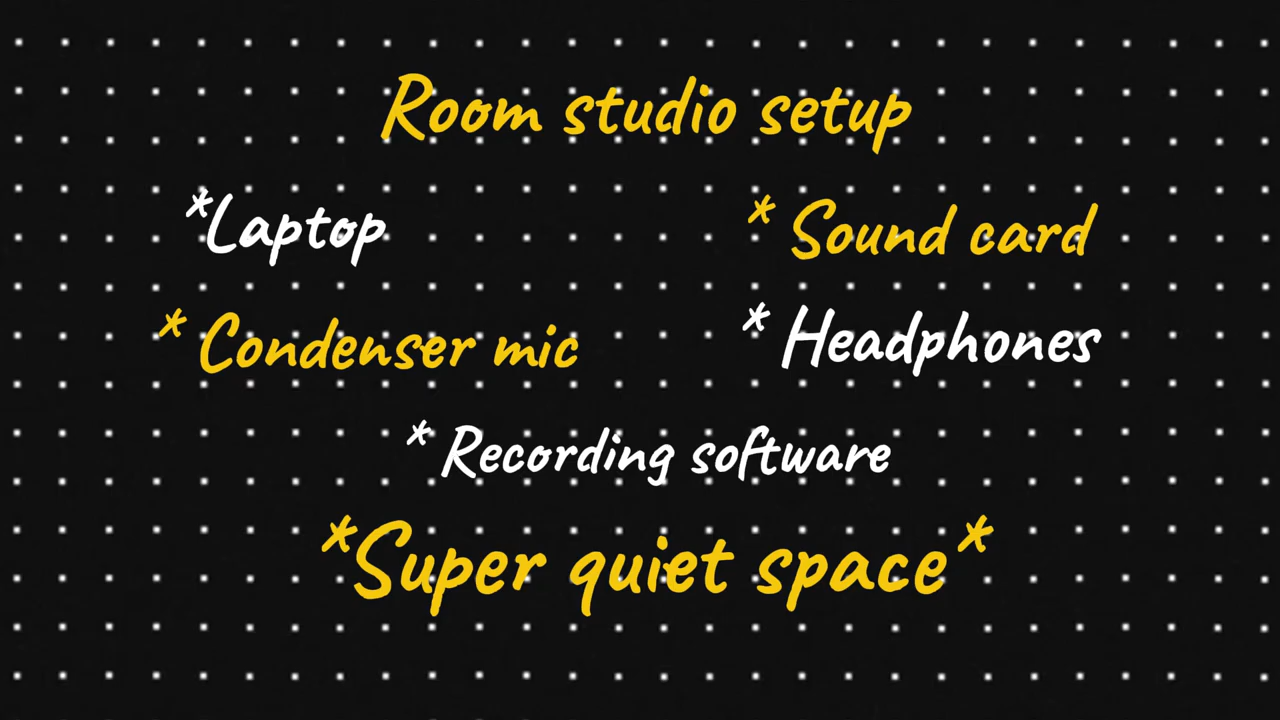 Room studio setup
*Laptop
* Sound card
* Condenser mic
* Headphones
* Recording software
*Super quiet space*